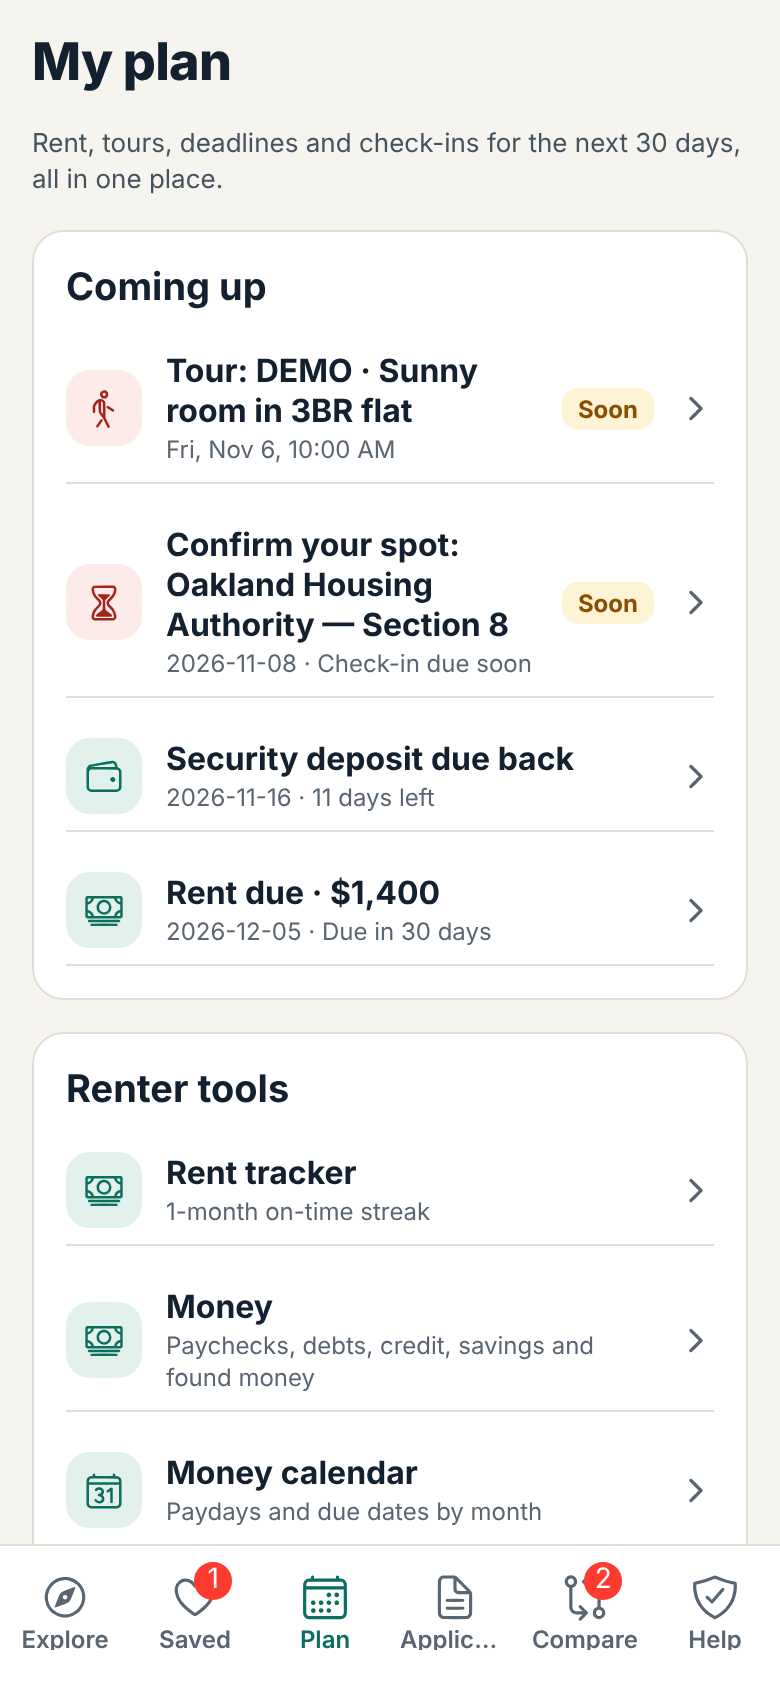 My plan
Rent, tours, deadlines and check-ins for the next 30 days,
all in one place.
Coming up
Tour: DEMO · Sunny
room in 3BR flat
Fri, Nov 6, 10:00 AM
Soon
Confirm your spot:
Oakland Housing
Authority — Section 8
2026-11-08 · Check-in due soon
Soon
Security deposit due back
2026-11-16 · 11 days left
Rent due · $1,400
2026-12-05 · Due in 30 days
Renter tools
Rent tracker
1-month on-time streak
Money
Paychecks, debts, credit, savings and
found money
31
Money calendar
Paydays and due dates by month
1
2
Explore
Saved
Plan
Applic...
Compare
Help